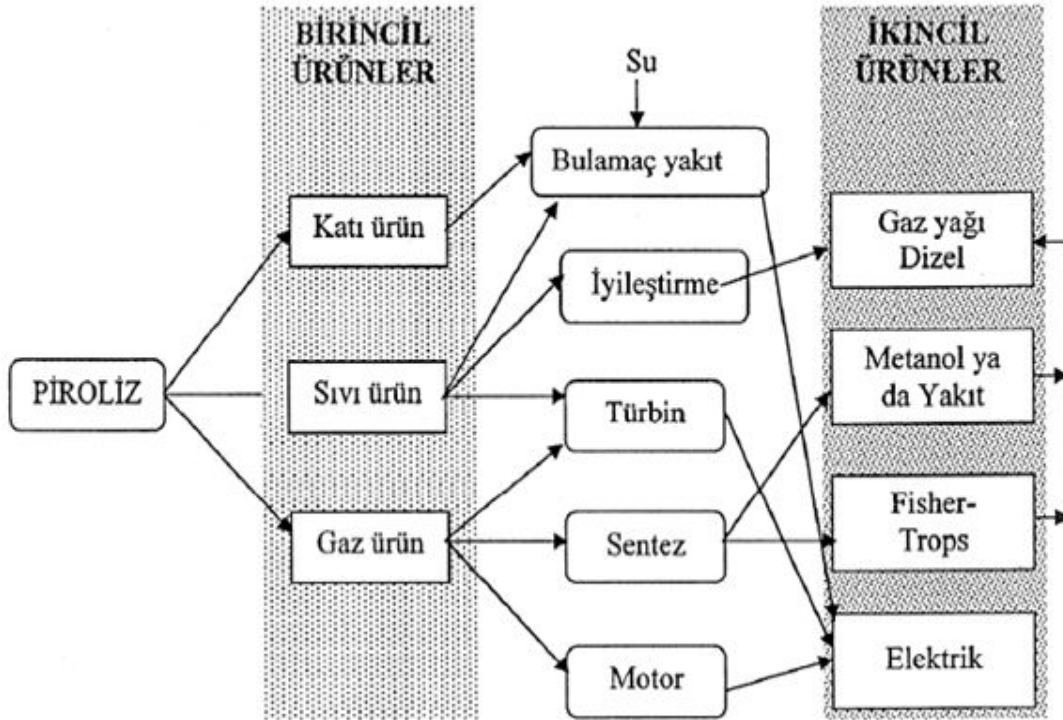 BİRİNCİL
ÜRÜNLER
İKİNCİL
ÜRÜNLER
Su
Bulamaç yakıt
Katı ürün
Gaz yağı
Dizel
İyileştirme
PİROLİZ
Sıvı ürün
Türbin
Metanol ya
da Yakıt
Gaz ürün
Sentez
Fisher-
Trops
Motor
Elektrik